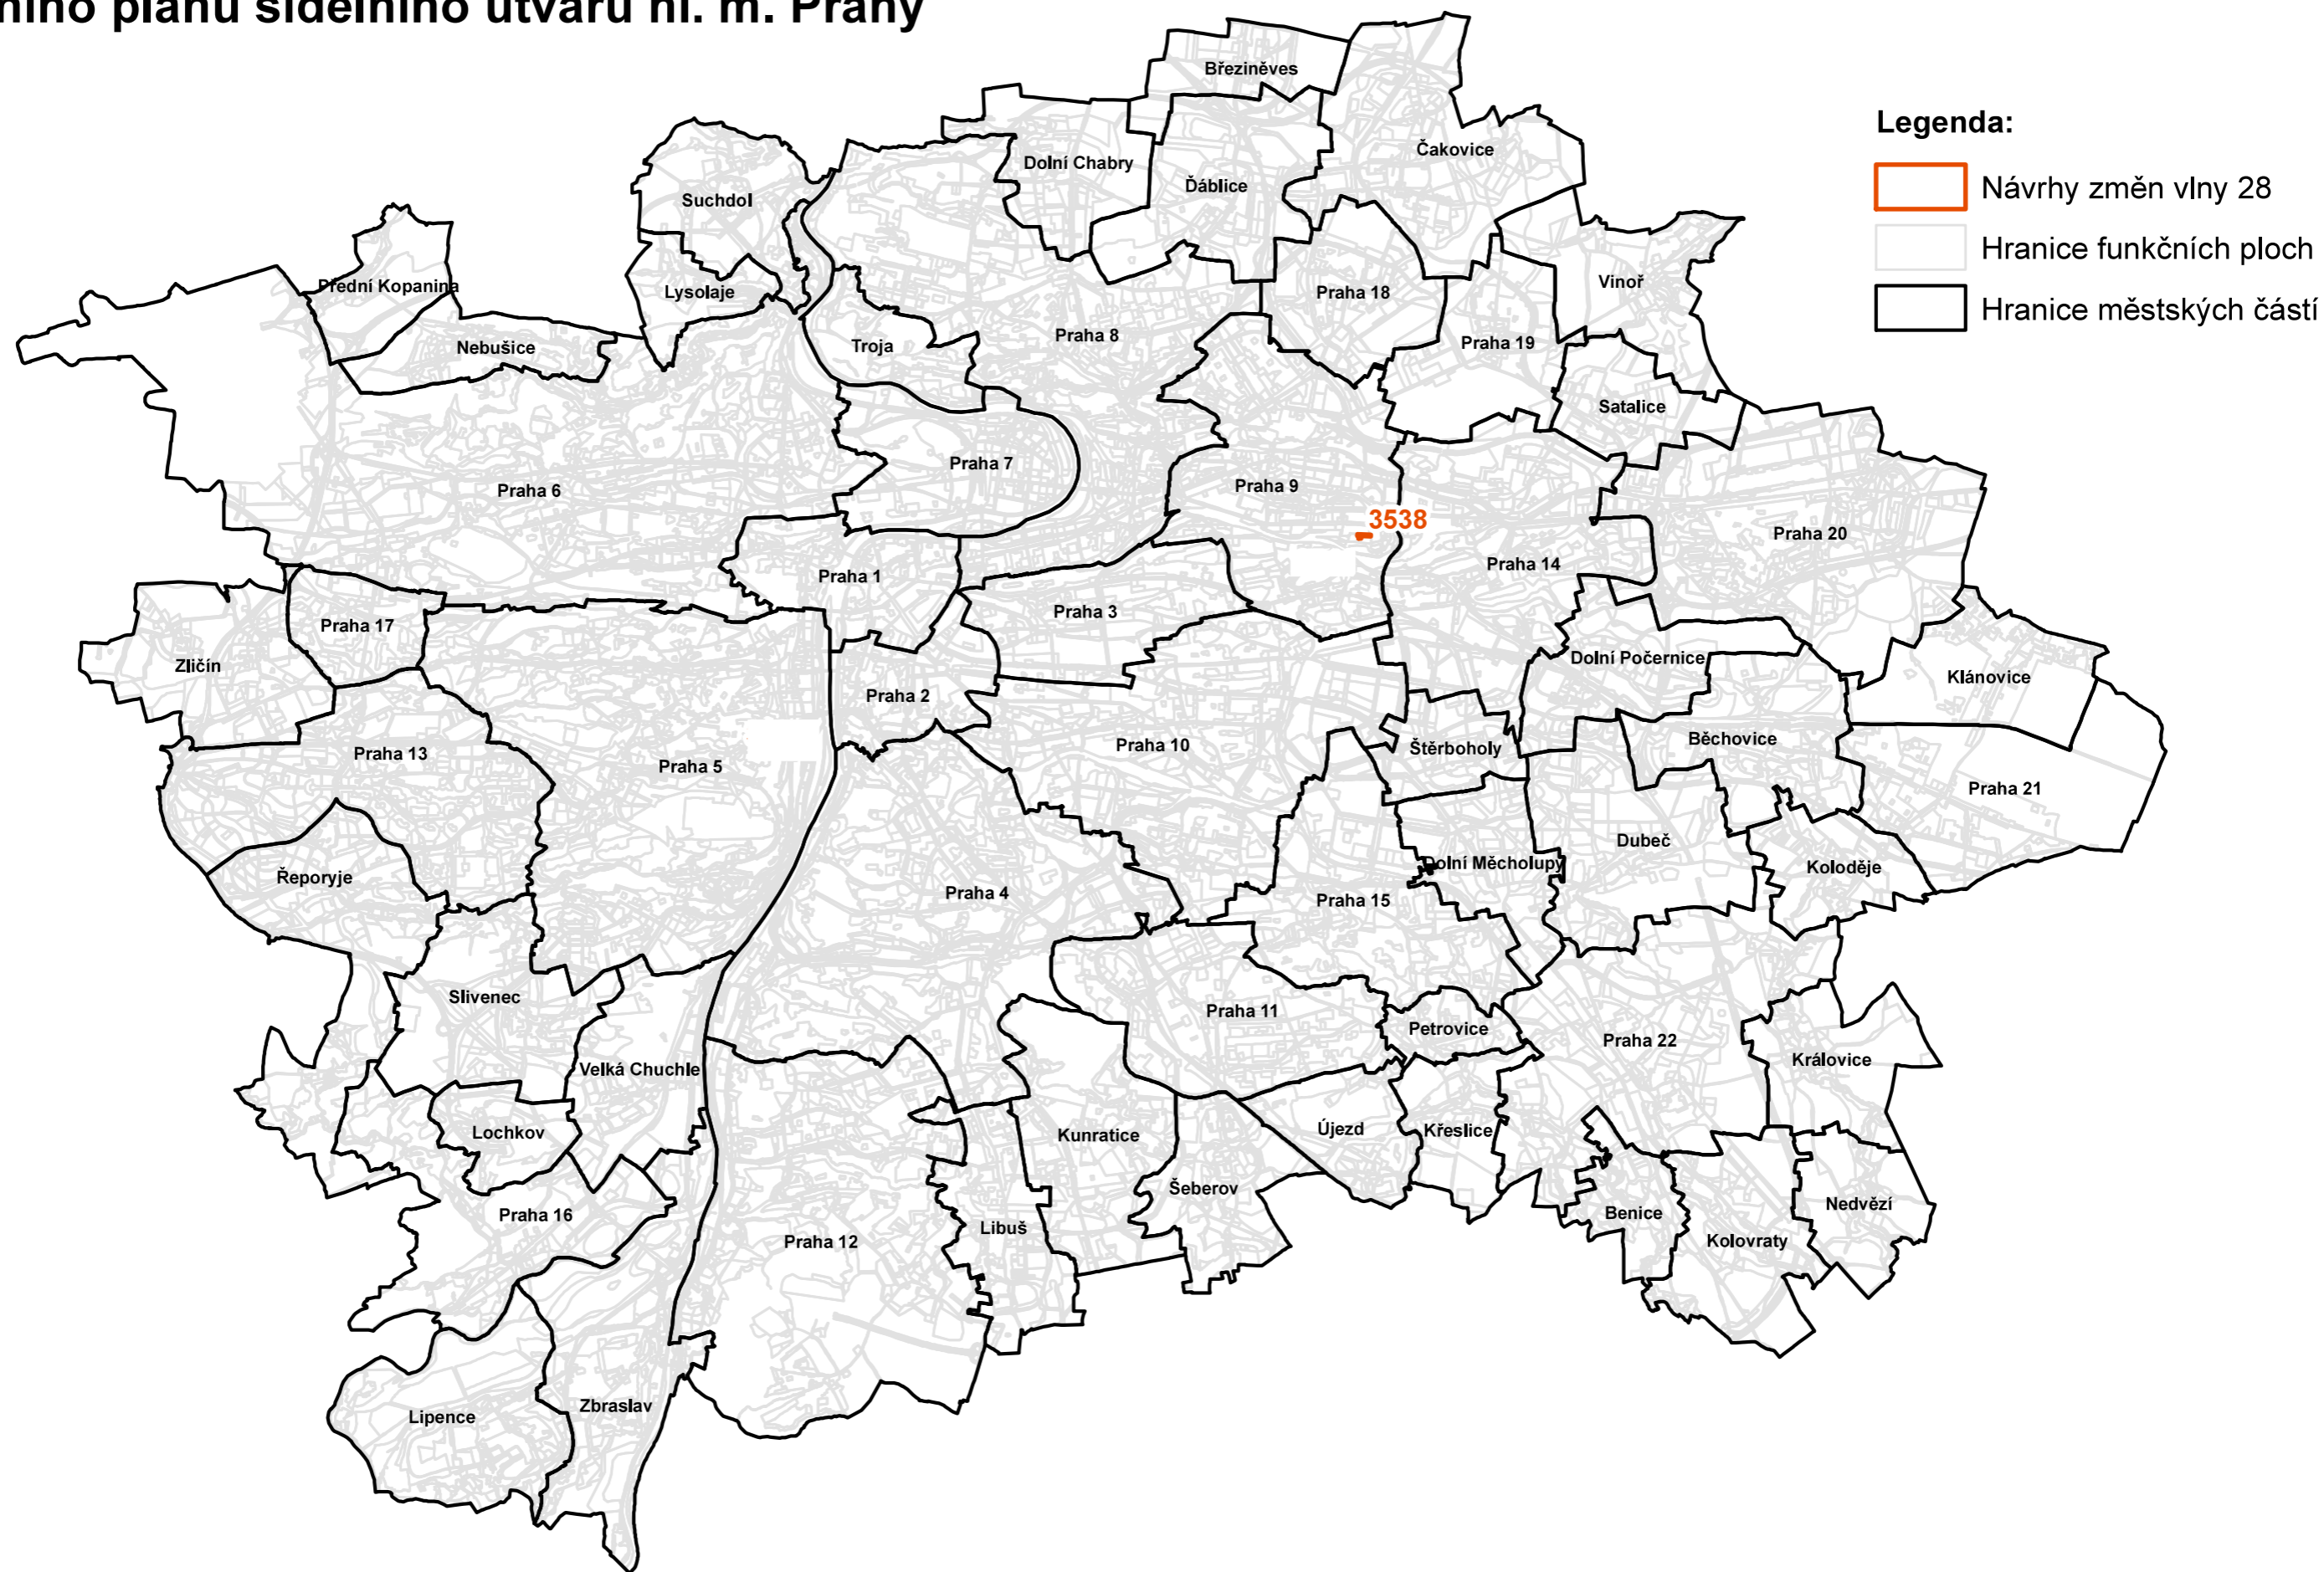 ního plánu sídelního útvaru hl. m. Prahy
Legenda:
Návrhy změn vlny 28
Hranice funkčních ploch
Hranice městských částí
Březiněves
Čakovice
Dolní Chabry
Ďáblice
Suchdol
Vinoř
Přední Kopanina
Lysolaje
Praha 18
Praha 8
Praha 19
Troja
Nebušice
Satalice
Praha 7
Praha 9
Praha 6
3538
Praha 20
Praha 14
Praha 1
Praha 3
Praha 17
Dolní Počernice
Zličín
Klánovice
Praha 2
Běchovice
Praha 10
Štěrboholy
Praha 13
Praha 5
Praha 21
Dubeč
Dolní Měcholupy
Koloděje
Řeporyje
Praha 4
Praha 15
Slivenec
Praha 11
Petrovice
Praha 22
Královice
Velká Chuchle
Újezd
Křeslice
Lochkov
Kunratice
Šeberov
Nedvězí
Benice
Praha 16
Libuš
Praha 12
Kolovraty
Zbraslav
Lipence